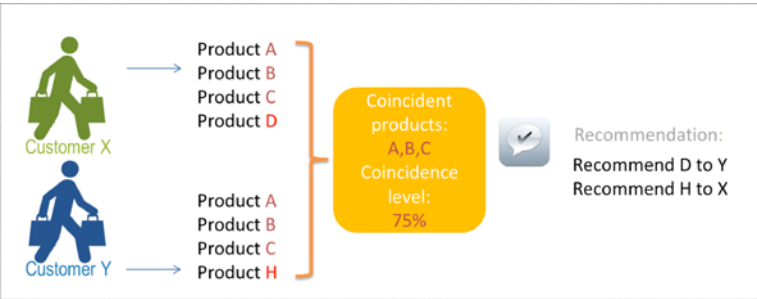 Product A
Product B
Product C
Product D
Customer X
Product A
Product B
Product C
Product H
Customer Y
Coincident
products:
A,B,C
Coincidence
level:
75%
Recommendation:
Recommend D to Y
Recommend H to X